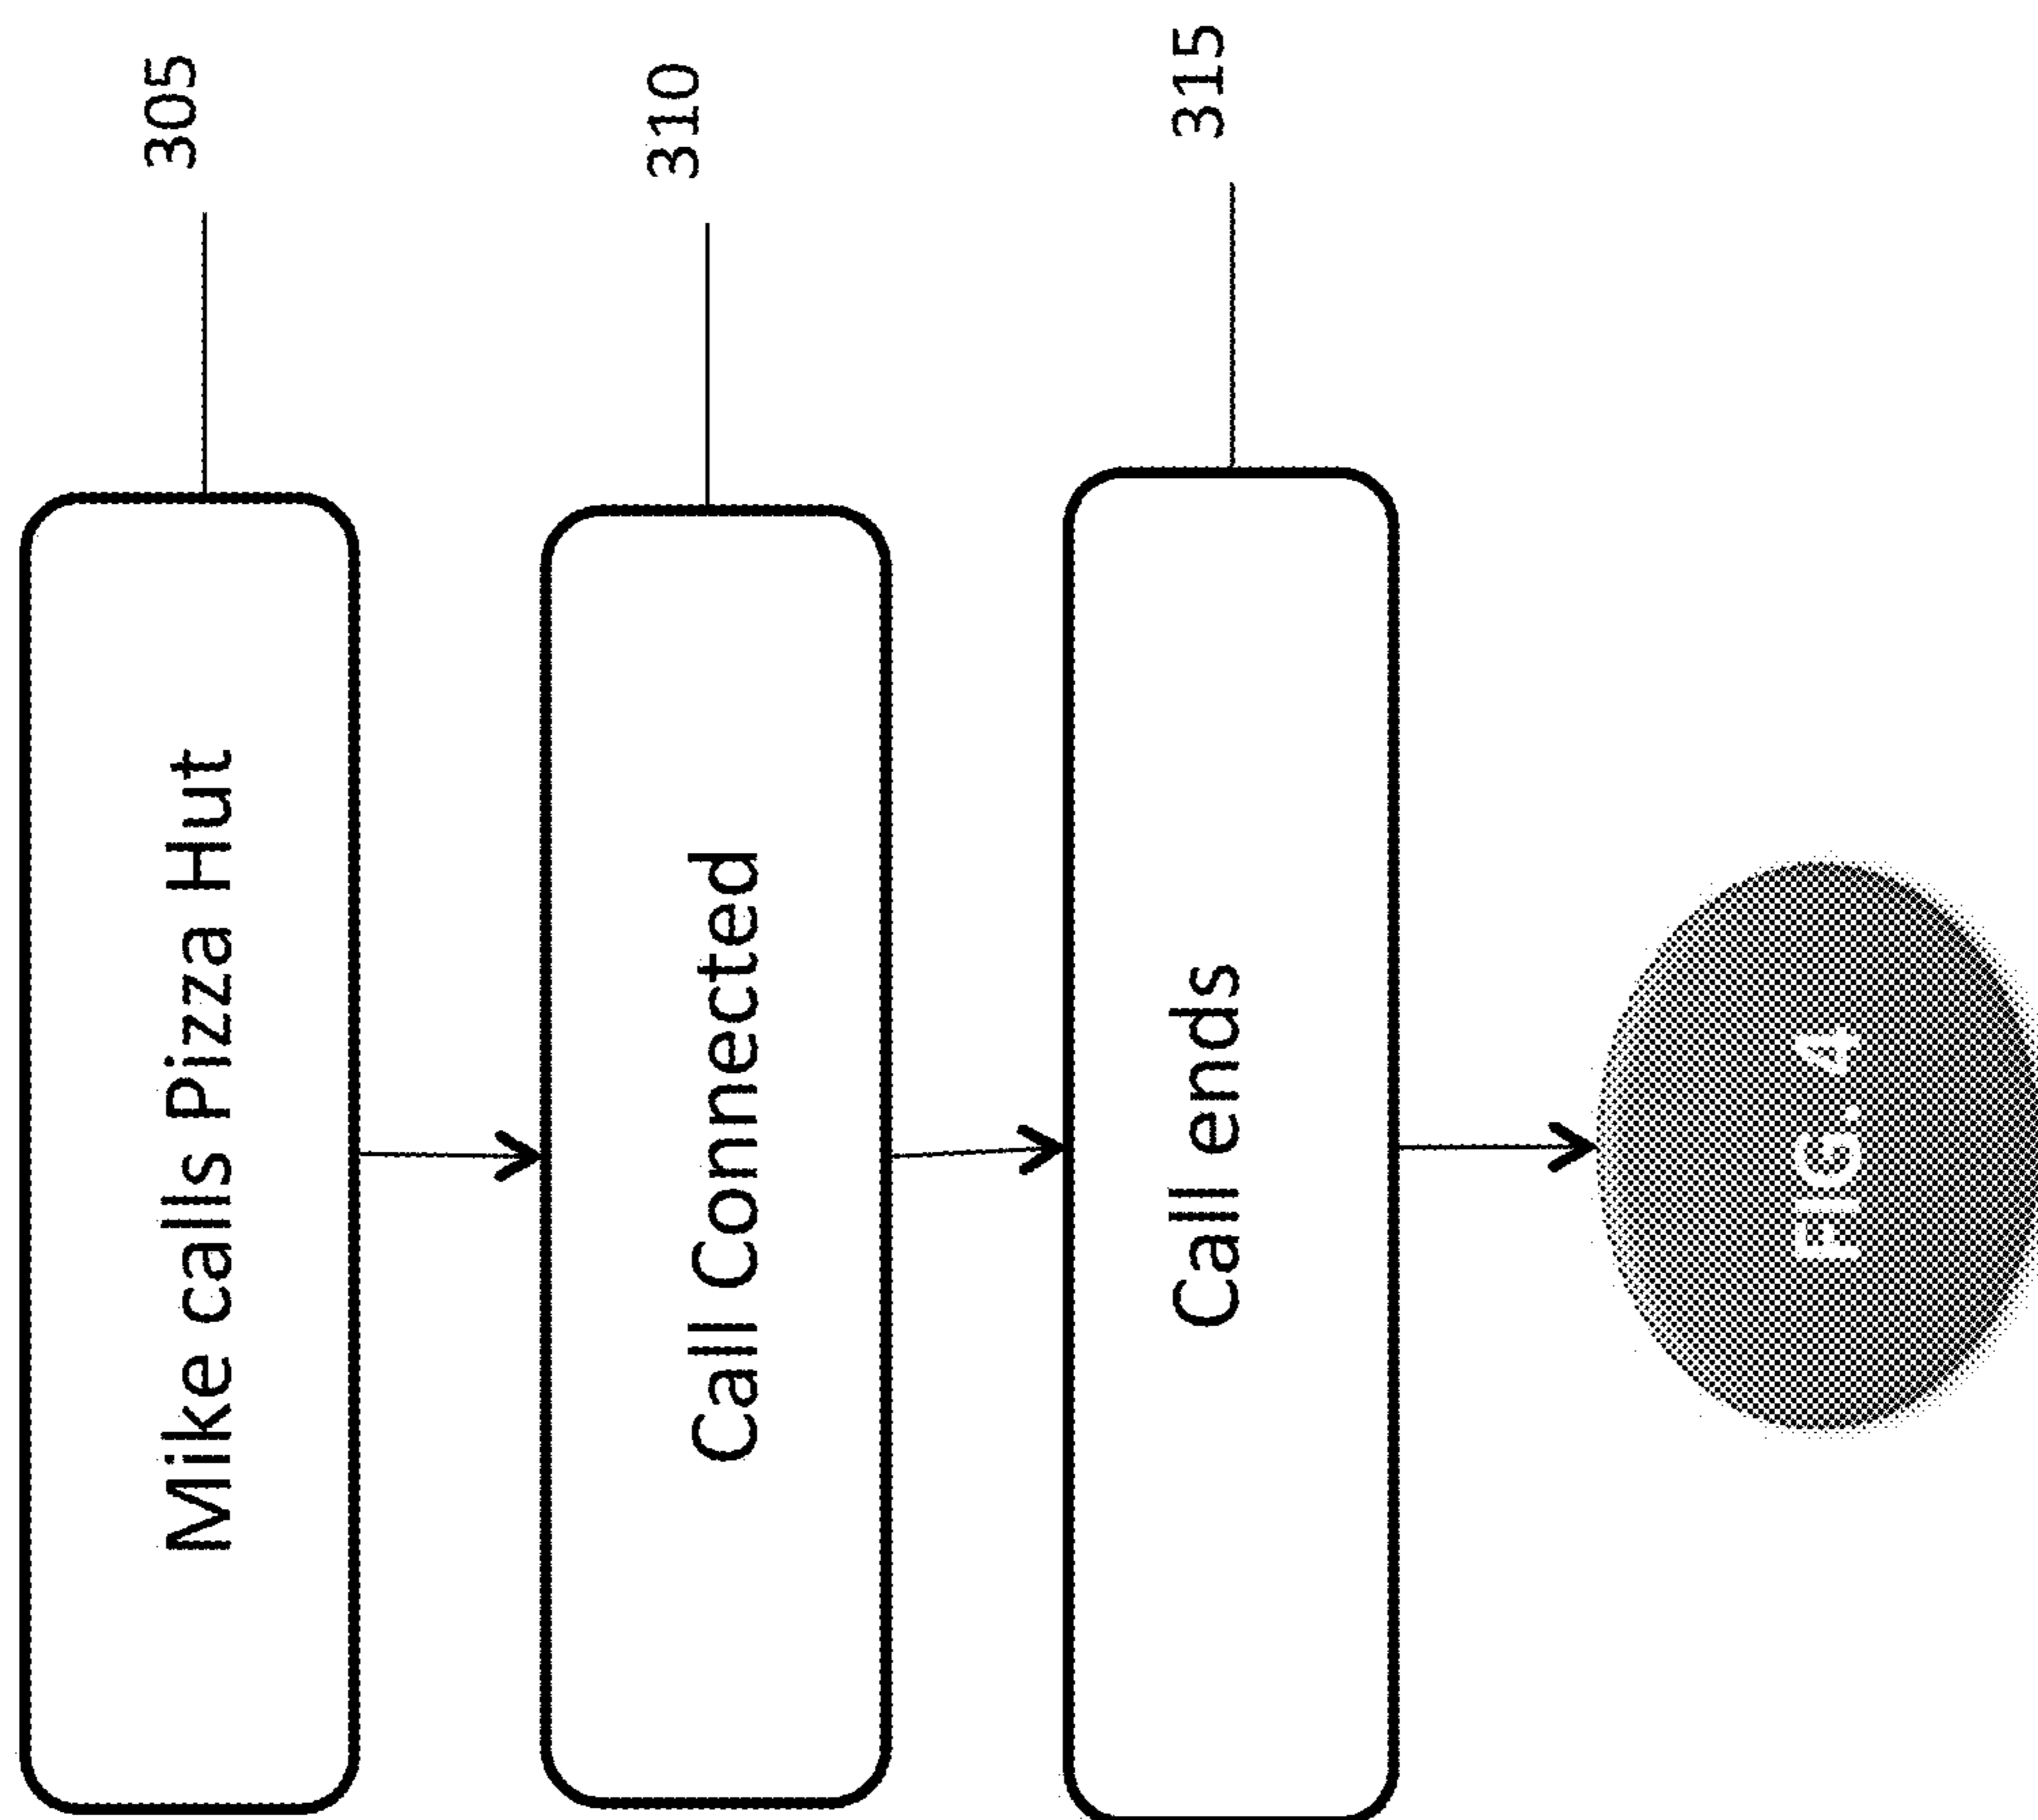 Mike calls Pizza Hut
305
Call Connected
310
Call ends
315
FIG. 4